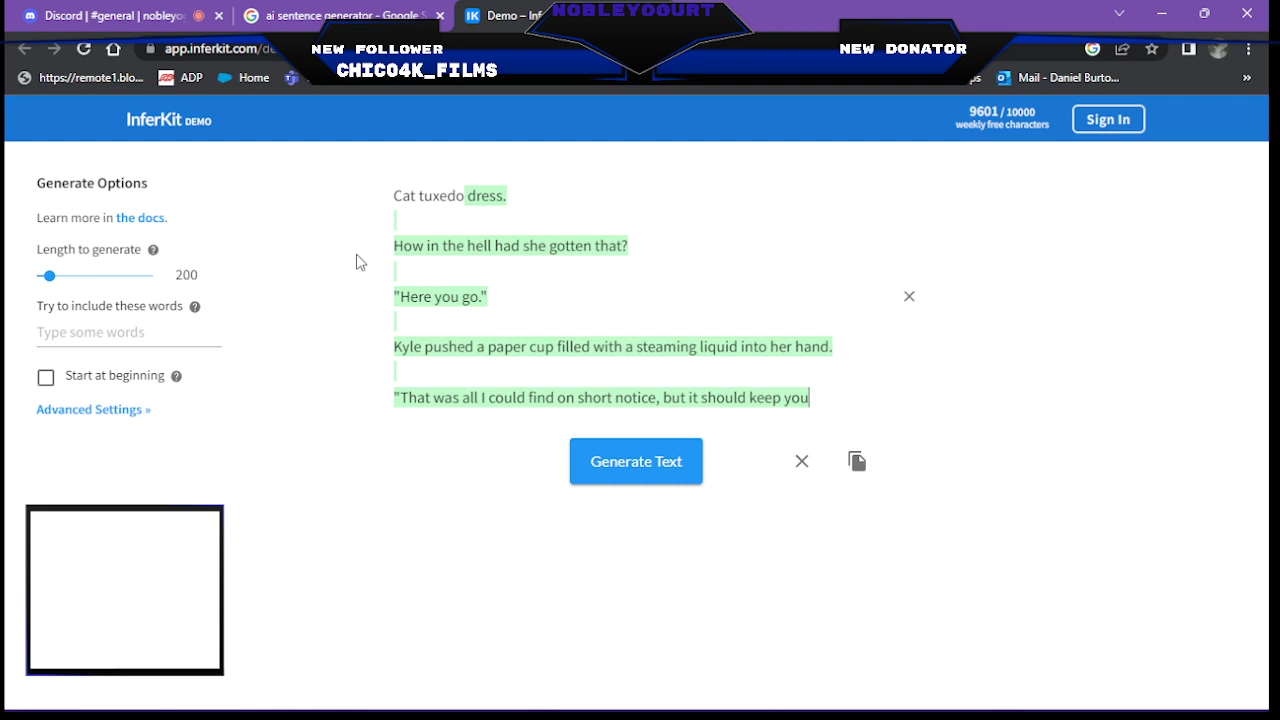 NOBLEYOGURT
Discord | #general | nobleyo
ai sentence generator - Google S
Demo – Inf
app.inferkit.com/de
NEW FOLLOWER
CHICO4K_FILMS
NEW DONATOR
https://remote1.blo...
ADP
Home
Mail - Daniel Burto...
»
InferKit DEMO
9601 / 10000
weekly free characters
Sign In
Generate Options
Learn more in the docs.
Length to generate
200
Try to include these words
Type some words
Start at beginning
Advanced Settings »
Cat tuxedo dress.
How in the hell had she gotten that?
"Here you go."
Kyle pushed a paper cup filled with a steaming liquid into her hand.
"That was all I could find on short notice, but it should keep you
Generate Text